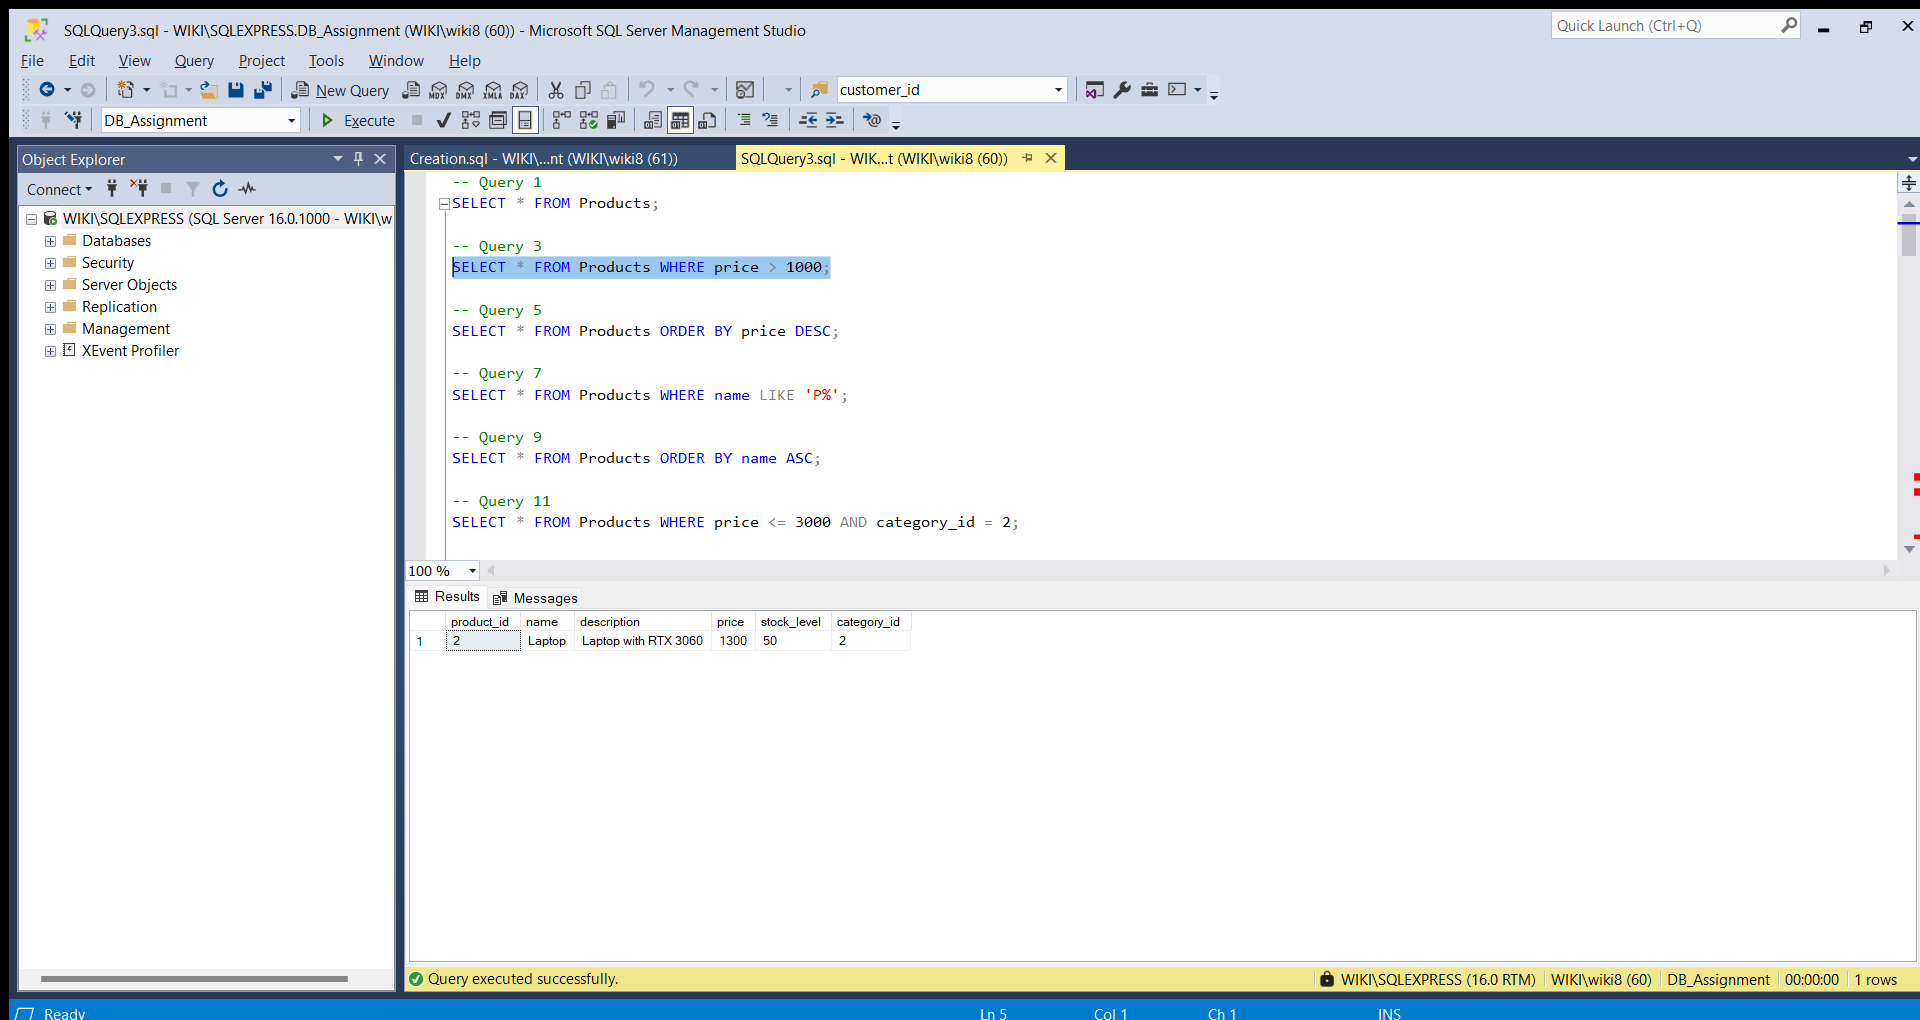 SQLQuery3.sql - WIKI\SQLEXPRESS.DB_Assignment (WIKI\wiki8 (60)) - Microsoft SQL Server Management Studio
Quick Launch (Ctrl+Q)
File Edit View Query Project Tools Window Help
New Query MDX DMX XMLA DAX customer_id
DB_Assignment Execute
Object Explorer
Connect
WIKI\SQLEXPRESS (SQL Server 16.0.1000 - WIKI\w
Databases
Security
Server Objects
Replication
Management
XEvent Profiler
Creation.sql - WIKI\...nt (WIKI\wiki8 (61))
SQLQuery3.sql - WIK...t (WIKI\wiki8 (60))
-- Query 1
SELECT * FROM Products;
-- Query 3
SELECT * FROM Products WHERE price > 1000;
-- Query 5
SELECT * FROM Products ORDER BY price DESC;
-- Query 7
SELECT * FROM Products WHERE name LIKE 'P%';
-- Query 9
SELECT * FROM Products ORDER BY name ASC;
-- Query 11
SELECT * FROM Products WHERE price <= 3000 AND category_id = 2;
100 %
Results Messages
product_id name description price stock_level category_id
1 2 Laptop Laptop with RTX 3060 1300 50 2
Query executed successfully.
WIKI\SQLEXPRESS (16.0 RTM) WIKI\wiki8 (60) DB_Assignment 00:00:00 1 rows
Ready Ln 5 Col 1 Ch 1 INS